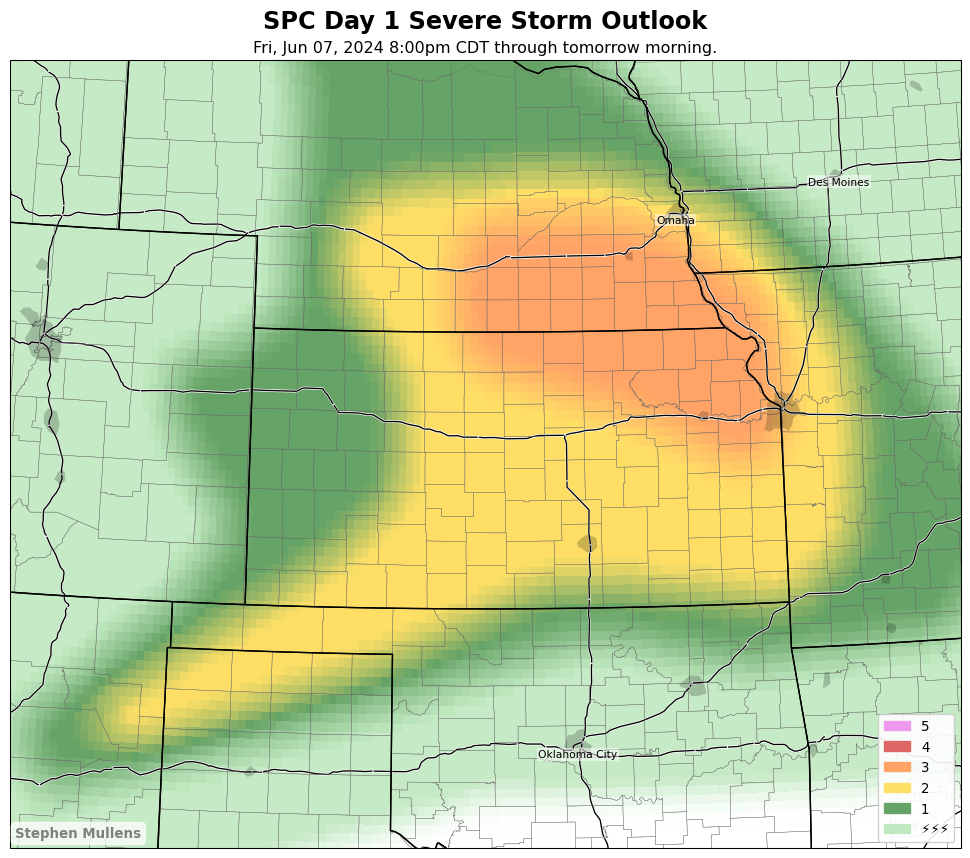 SPC Day 1 Severe Storm Outlook
Fri, Jun 07, 2024 8:00pm CDT through tomorrow morning.
Des Moines
Omaha
Oklahoma City
5
4
3
2
1
⚡⚡⚡
Stephen Mullens